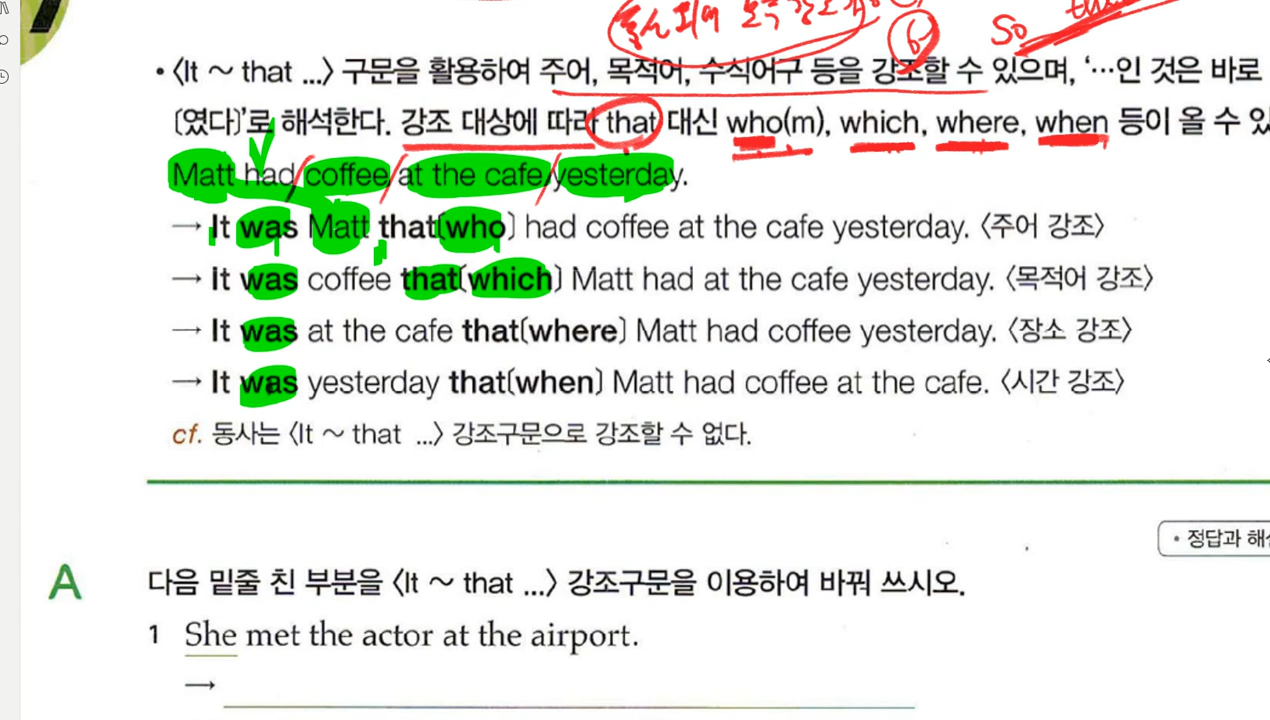 7
So
6
• 〈It ~ that ...〉 구문을 활용하여 주어, 목적어, 수식어구 등을 강조할 수 있으며, ‘…인 것은 바로
[였다]’로 해석한다. 강조 대상에 따라 that 대신 who(m), which, where, when 등이 올 수 있
Matt had coffee at the cafe yesterday.
→ It was Matt that[who] had coffee at the cafe yesterday. 〈주어 강조〉
→ It was coffee that[which] Matt had at the cafe yesterday. 〈목적어 강조〉
→ It was at the cafe that[where] Matt had coffee yesterday. 〈장소 강조〉
→ It was yesterday that[when] Matt had coffee at the cafe. 〈시간 강조〉
cf. 동사는 〈It ~ that ...〉 강조구문으로 강조할 수 없다.
• 정답과 해
A 다음 밑줄 친 부분을 〈It ~ that ...〉 강조구문을 이용하여 바꿔 쓰시오.
1 She met the actor at the airport.
→